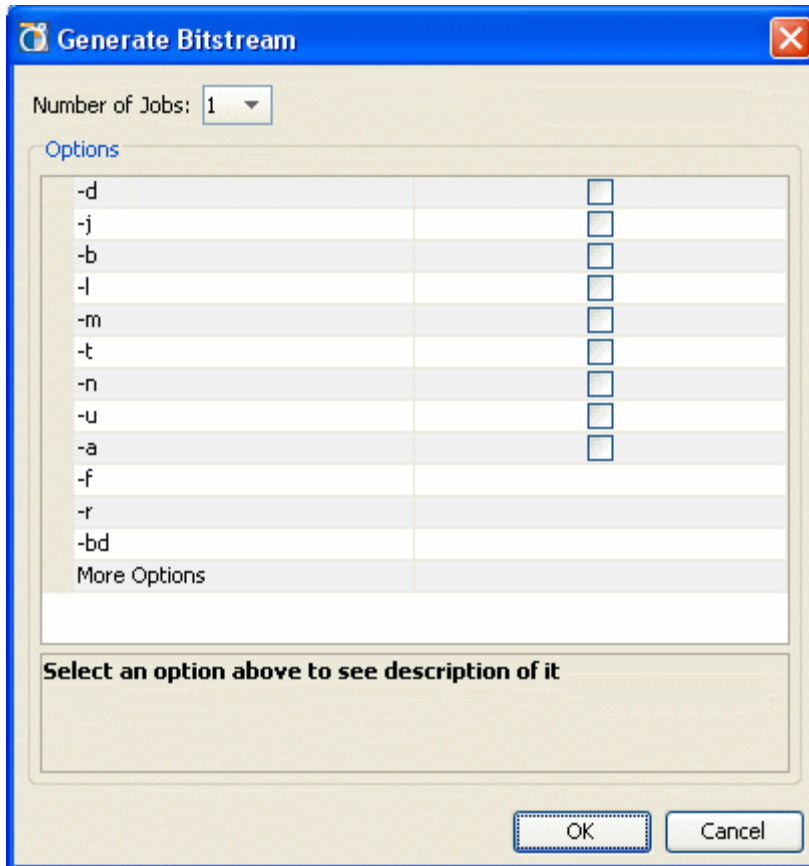 Generate Bitstream
Number of Jobs: 1
Options
-d
-j
-b
-l
-m
-t
-n
-u
-a
-f
-r
-bd
More Options
Select an option above to see description of it
OK Cancel